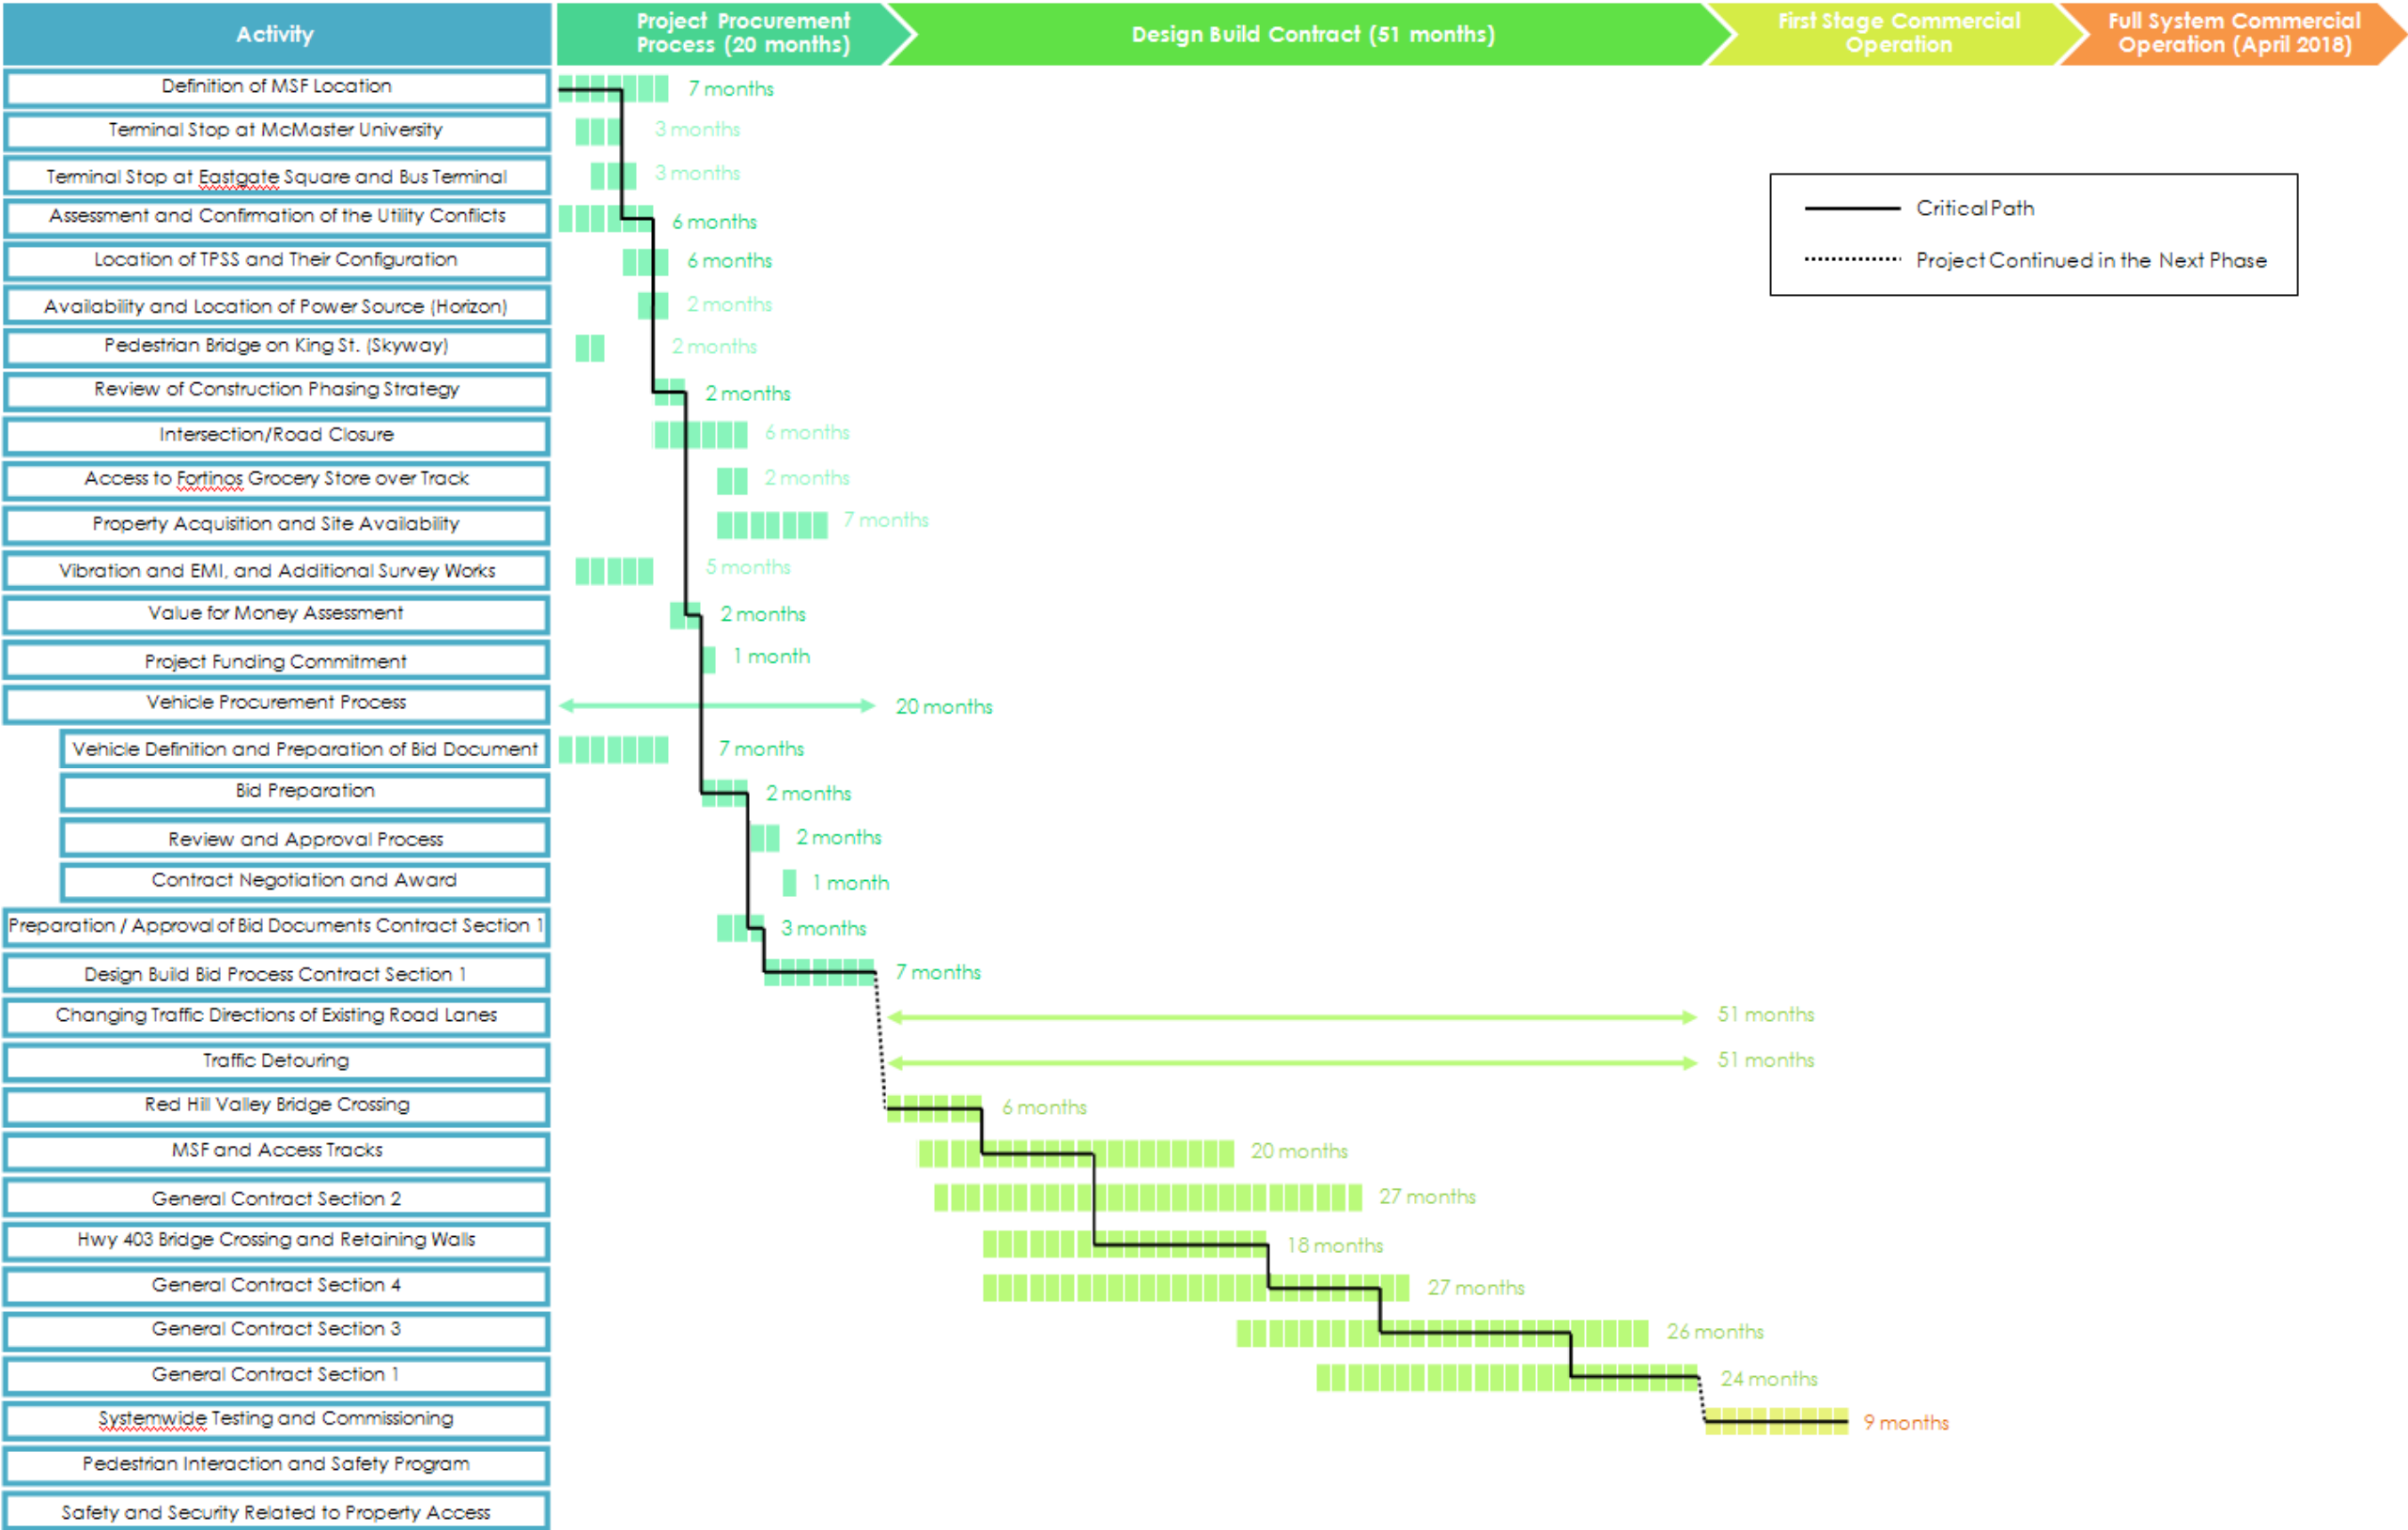 Activity
Project Procurement
Process (20 months)
Design Build Contract (51 months)
First Stage Commercial
Operation
Full System Commercial
Operation (April 2018)
Definition of MSF Location
7 months
Terminal Stop at McMaster University
3 months
Terminal Stop at Eastgate Square and Bus Terminal
3 months
Critical Path
Assessment and Confirmation of the Utility Conflicts
6 months
Location of TPSS and Their Configuration
6 months
Project Continued in the Next Phase
Availability and Location of Power Source (Horizon)
2 months
Pedestrian Bridge on King St. (Skyway)
2 months
Review of Construction Phasing Strategy
2 months
Intersection/Road Closure
6 months
Access to Fortinos Grocery Store over Track
2 months
Property Acquisition and Site Availability
7 months
Vibration and EMI, and Additional Survey Works
5 months
Value for Money Assessment
2 months
Project Funding Commitment
1 month
Vehicle Procurement Process
20 months
Vehicle Definition and Preparation of Bid Document
7 months
Bid Preparation
2 months
Review and Approval Process
2 months
Contract Negotiation and Award
1 month
Preparation / Approval of Bid Documents Contract Section 1
3 months
Design Build Bid Process Contract Section 1
7 months
Changing Traffic Directions of Existing Road Lanes
51 months
Traffic Detouring
51 months
Red Hill Valley Bridge Crossing
6 months
MSF and Access Tracks
20 months
General Contract Section 2
27 months
Hwy 403 Bridge Crossing and Retaining Walls
18 months
General Contract Section 4
27 months
General Contract Section 3
26 months
General Contract Section 1
24 months
Systemwide Testing and Commissioning
9 months
Pedestrian Interaction and Safety Program
Safety and Security Related to Property Access